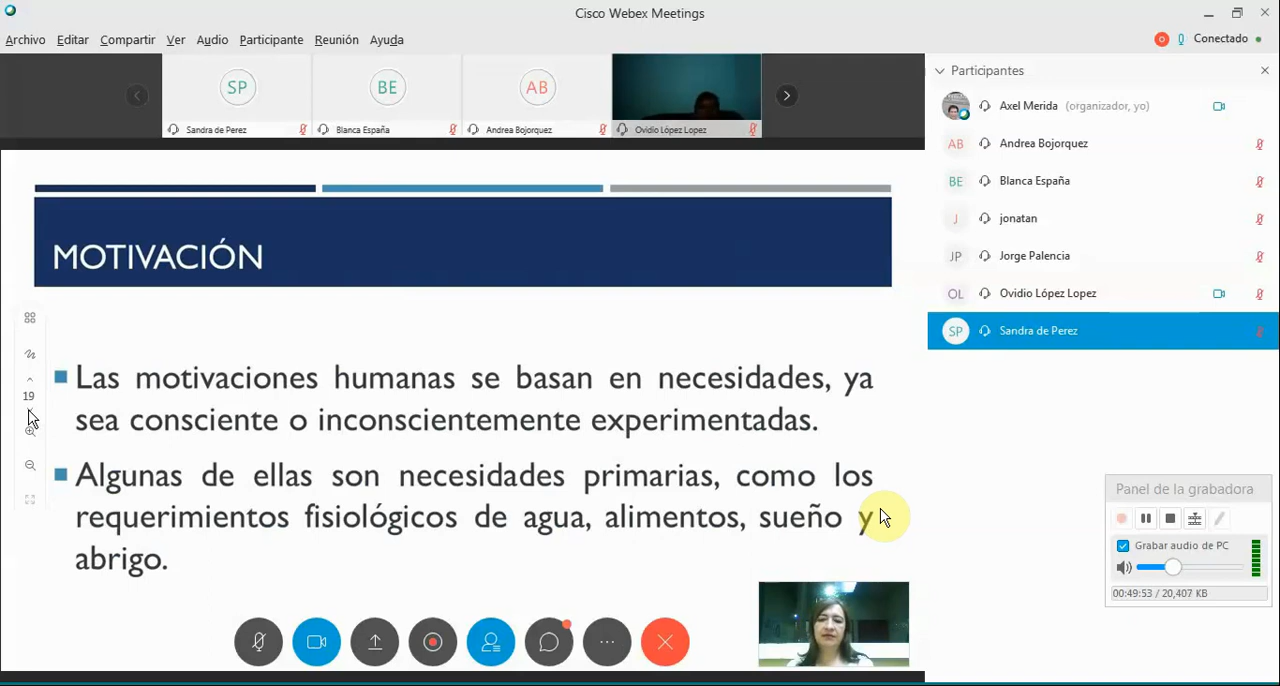 Cisco Webex Meetings
Archivo Editar Compartir Ver Audio Participante Reunión Ayuda
Conectado
SP
BE
AB
Sandra de Perez
Blanca España
Andrea Bojorquez
Ovidio López Lopez
Participantes
Axel Merida (organizador, yo)
AB Andrea Bojorquez
BE Blanca España
J jonatan
JP Jorge Palencia
OL Ovidio López Lopez
SP Sandra de Perez
MOTIVACIÓN
19
Las motivaciones humanas se basan en necesidades, ya
sea consciente o inconscientemente experimentadas.
Algunas de ellas son necesidades primarias, como los
requerimientos fisiológicos de agua, alimentos, sueño y
abrigo.
Panel de la grabadora
Grabar audio de PC
00:49:53 / 20,407 KB